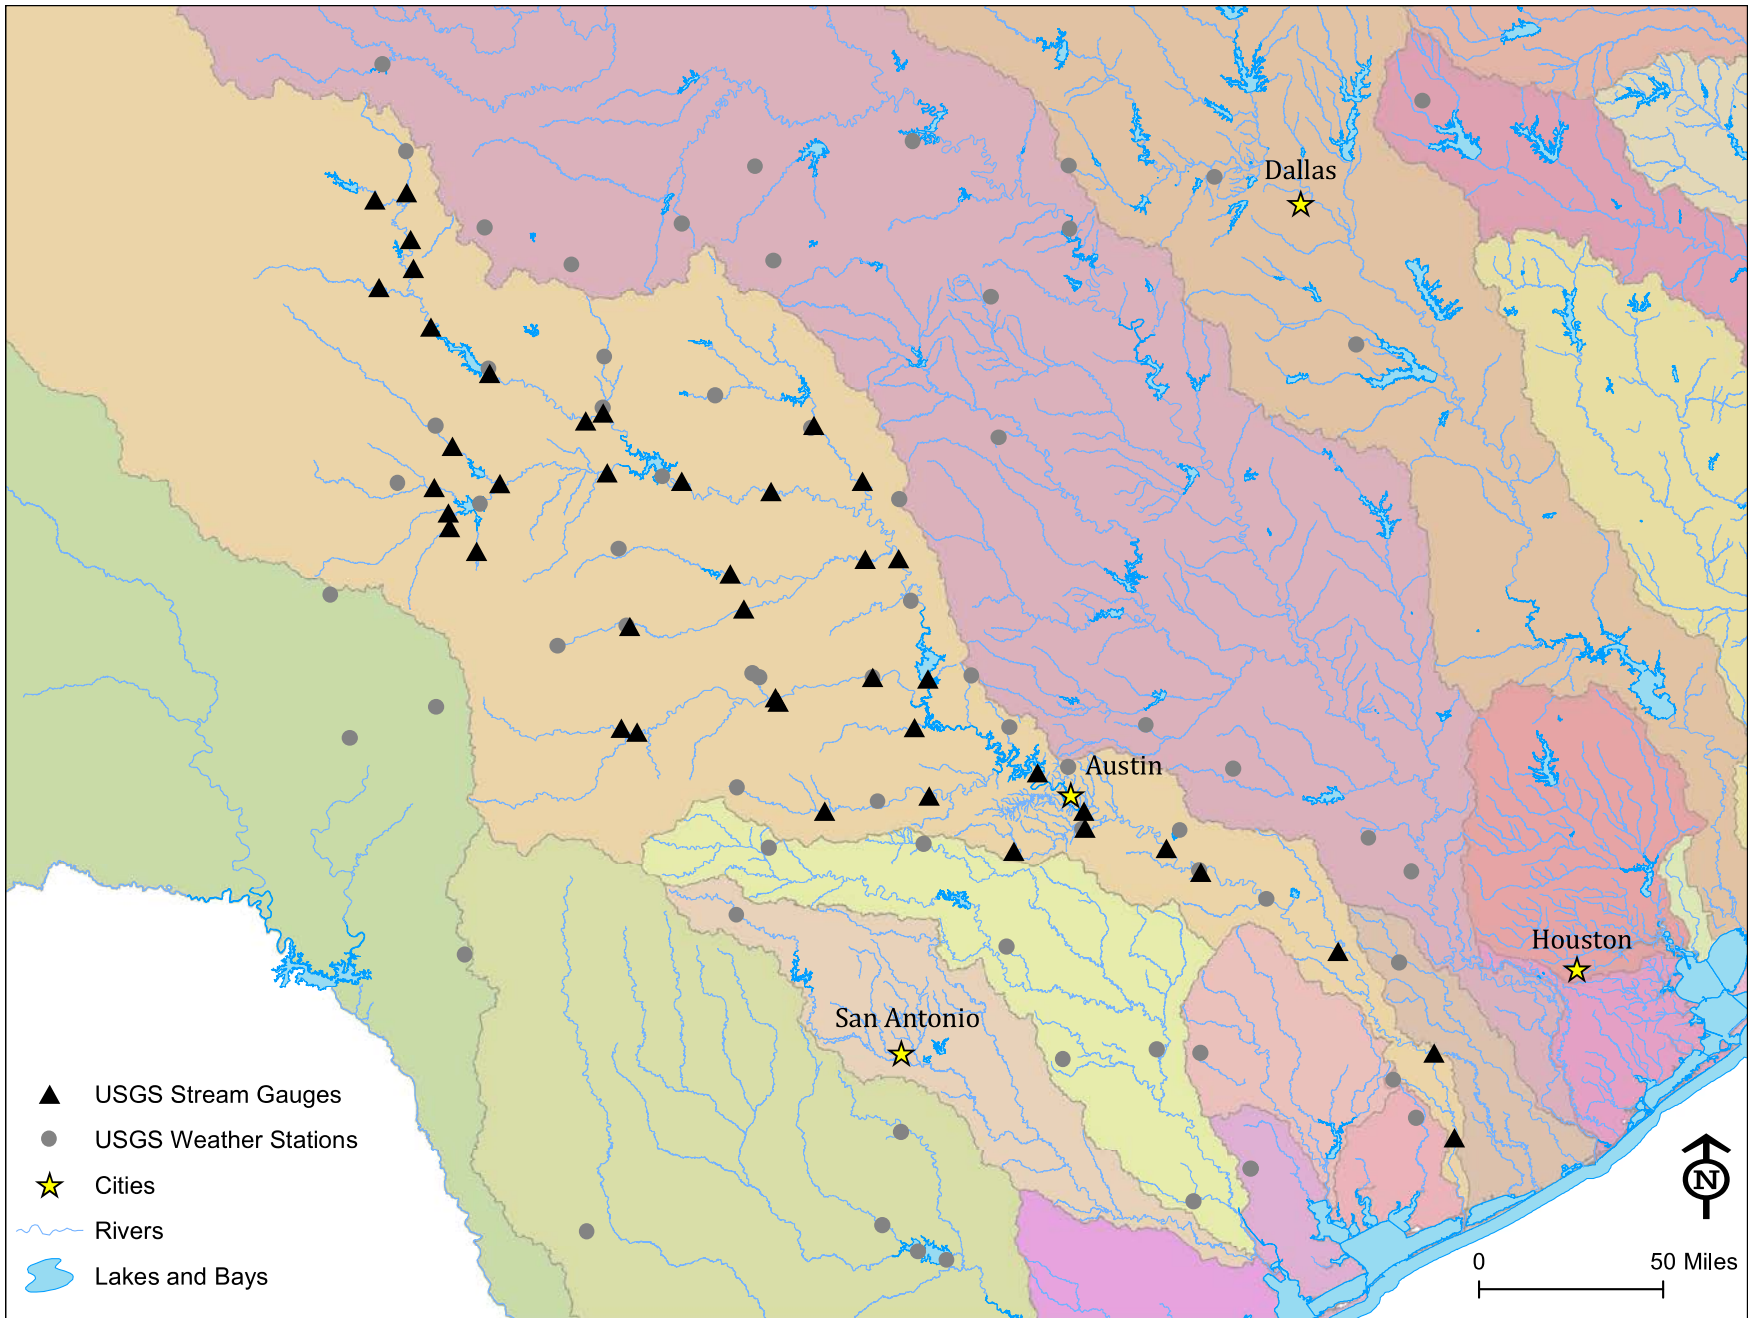 Dallas
Austin
Houston
San Antonio
USGS Stream Gauges
USGS Weather Stations
Cities
Rivers
Lakes and Bays
N
0 50 Miles